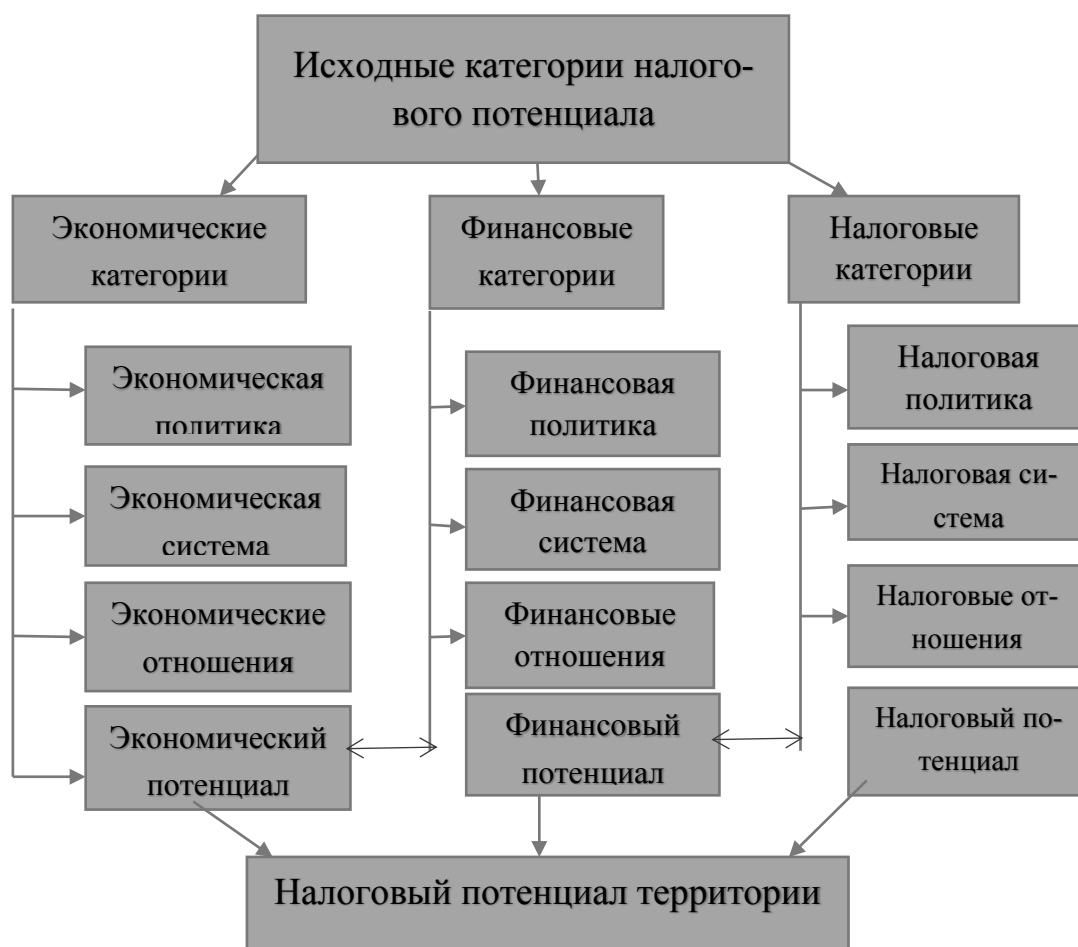 Исходные категории налого-
вого потенциала
Экономические
категории
Экономическая
политика
Экономическая
система
Экономические
отношения
Экономический
потенциал
Финансовые
категории
Финансовая
политика
Финансовая
система
Финансовые
отношения
Финансовый
потенциал
Налоговые
категории
Налоговая
политика
Налоговая си-
стема
Налоговые от-
ношения
Налоговый по-
тенциал
Налоговый потенциал территории